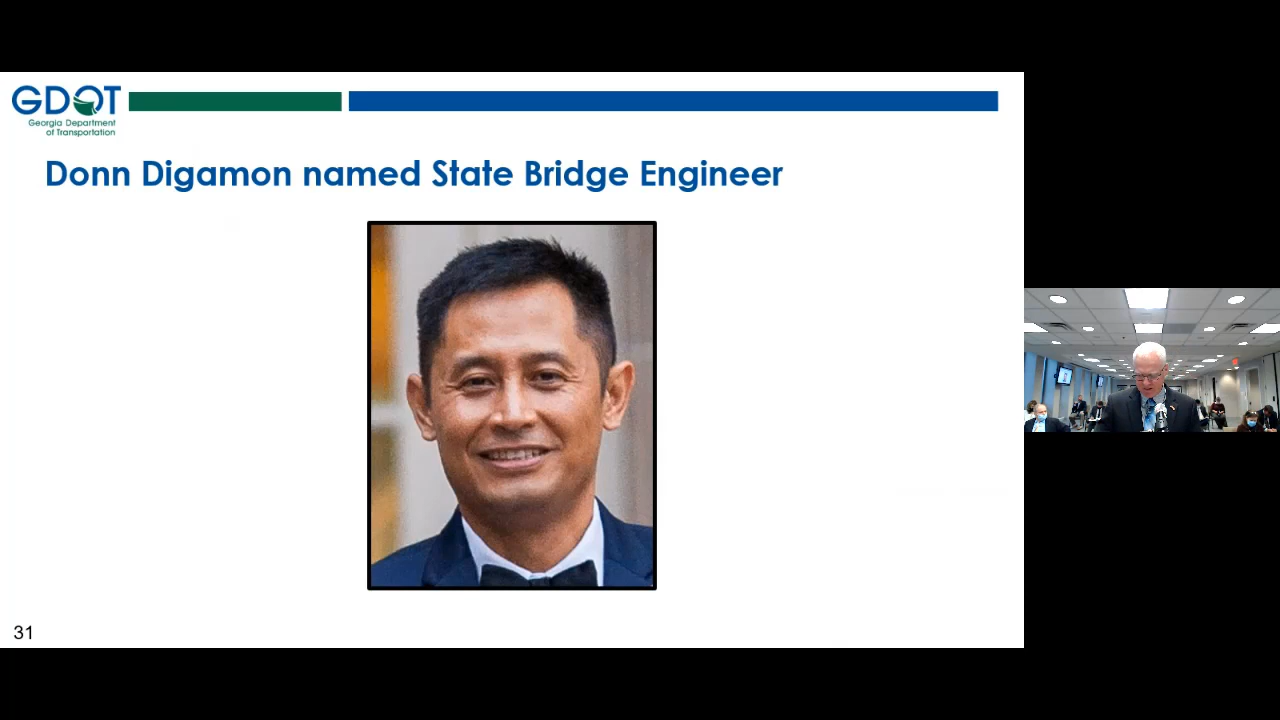 GDOT
Georgia Department
of Transportation
Donn Digamon named State Bridge Engineer
31